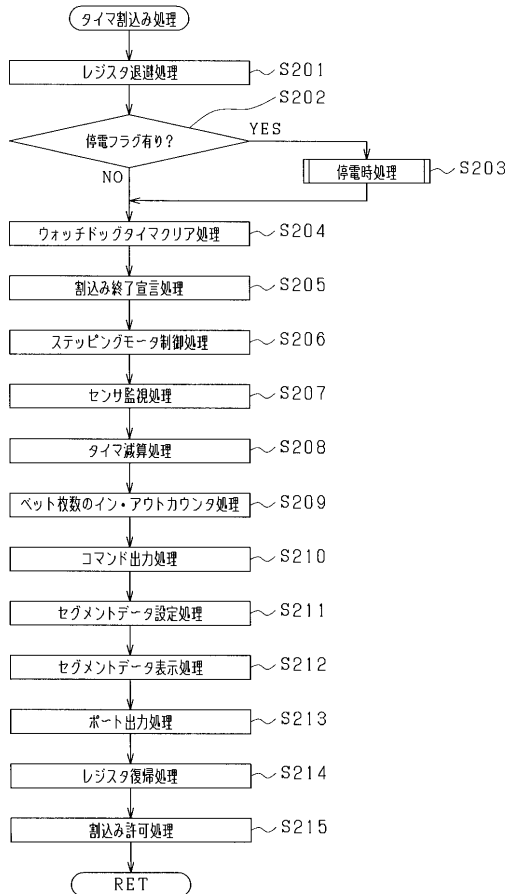 タイマ割込み処理
レジスタ退避処理 S201
S202
停電フラグ有り? YES
NO
停電時処理 S203
ウォッチドッグタイマクリア処理 S204
割込み終了宣言処理 S205
ステッピングモータ制御処理 S206
センサ監視処理 S207
タイマ減算処理 S208
ベット枚数のイン・アウトカウンタ処理 S209
コマンド出力処理 S210
セグメントデータ設定処理 S211
セグメントデータ表示処理 S212
ポート出力処理 S213
レジスタ復帰処理 S214
割込み許可処理 S215
RET